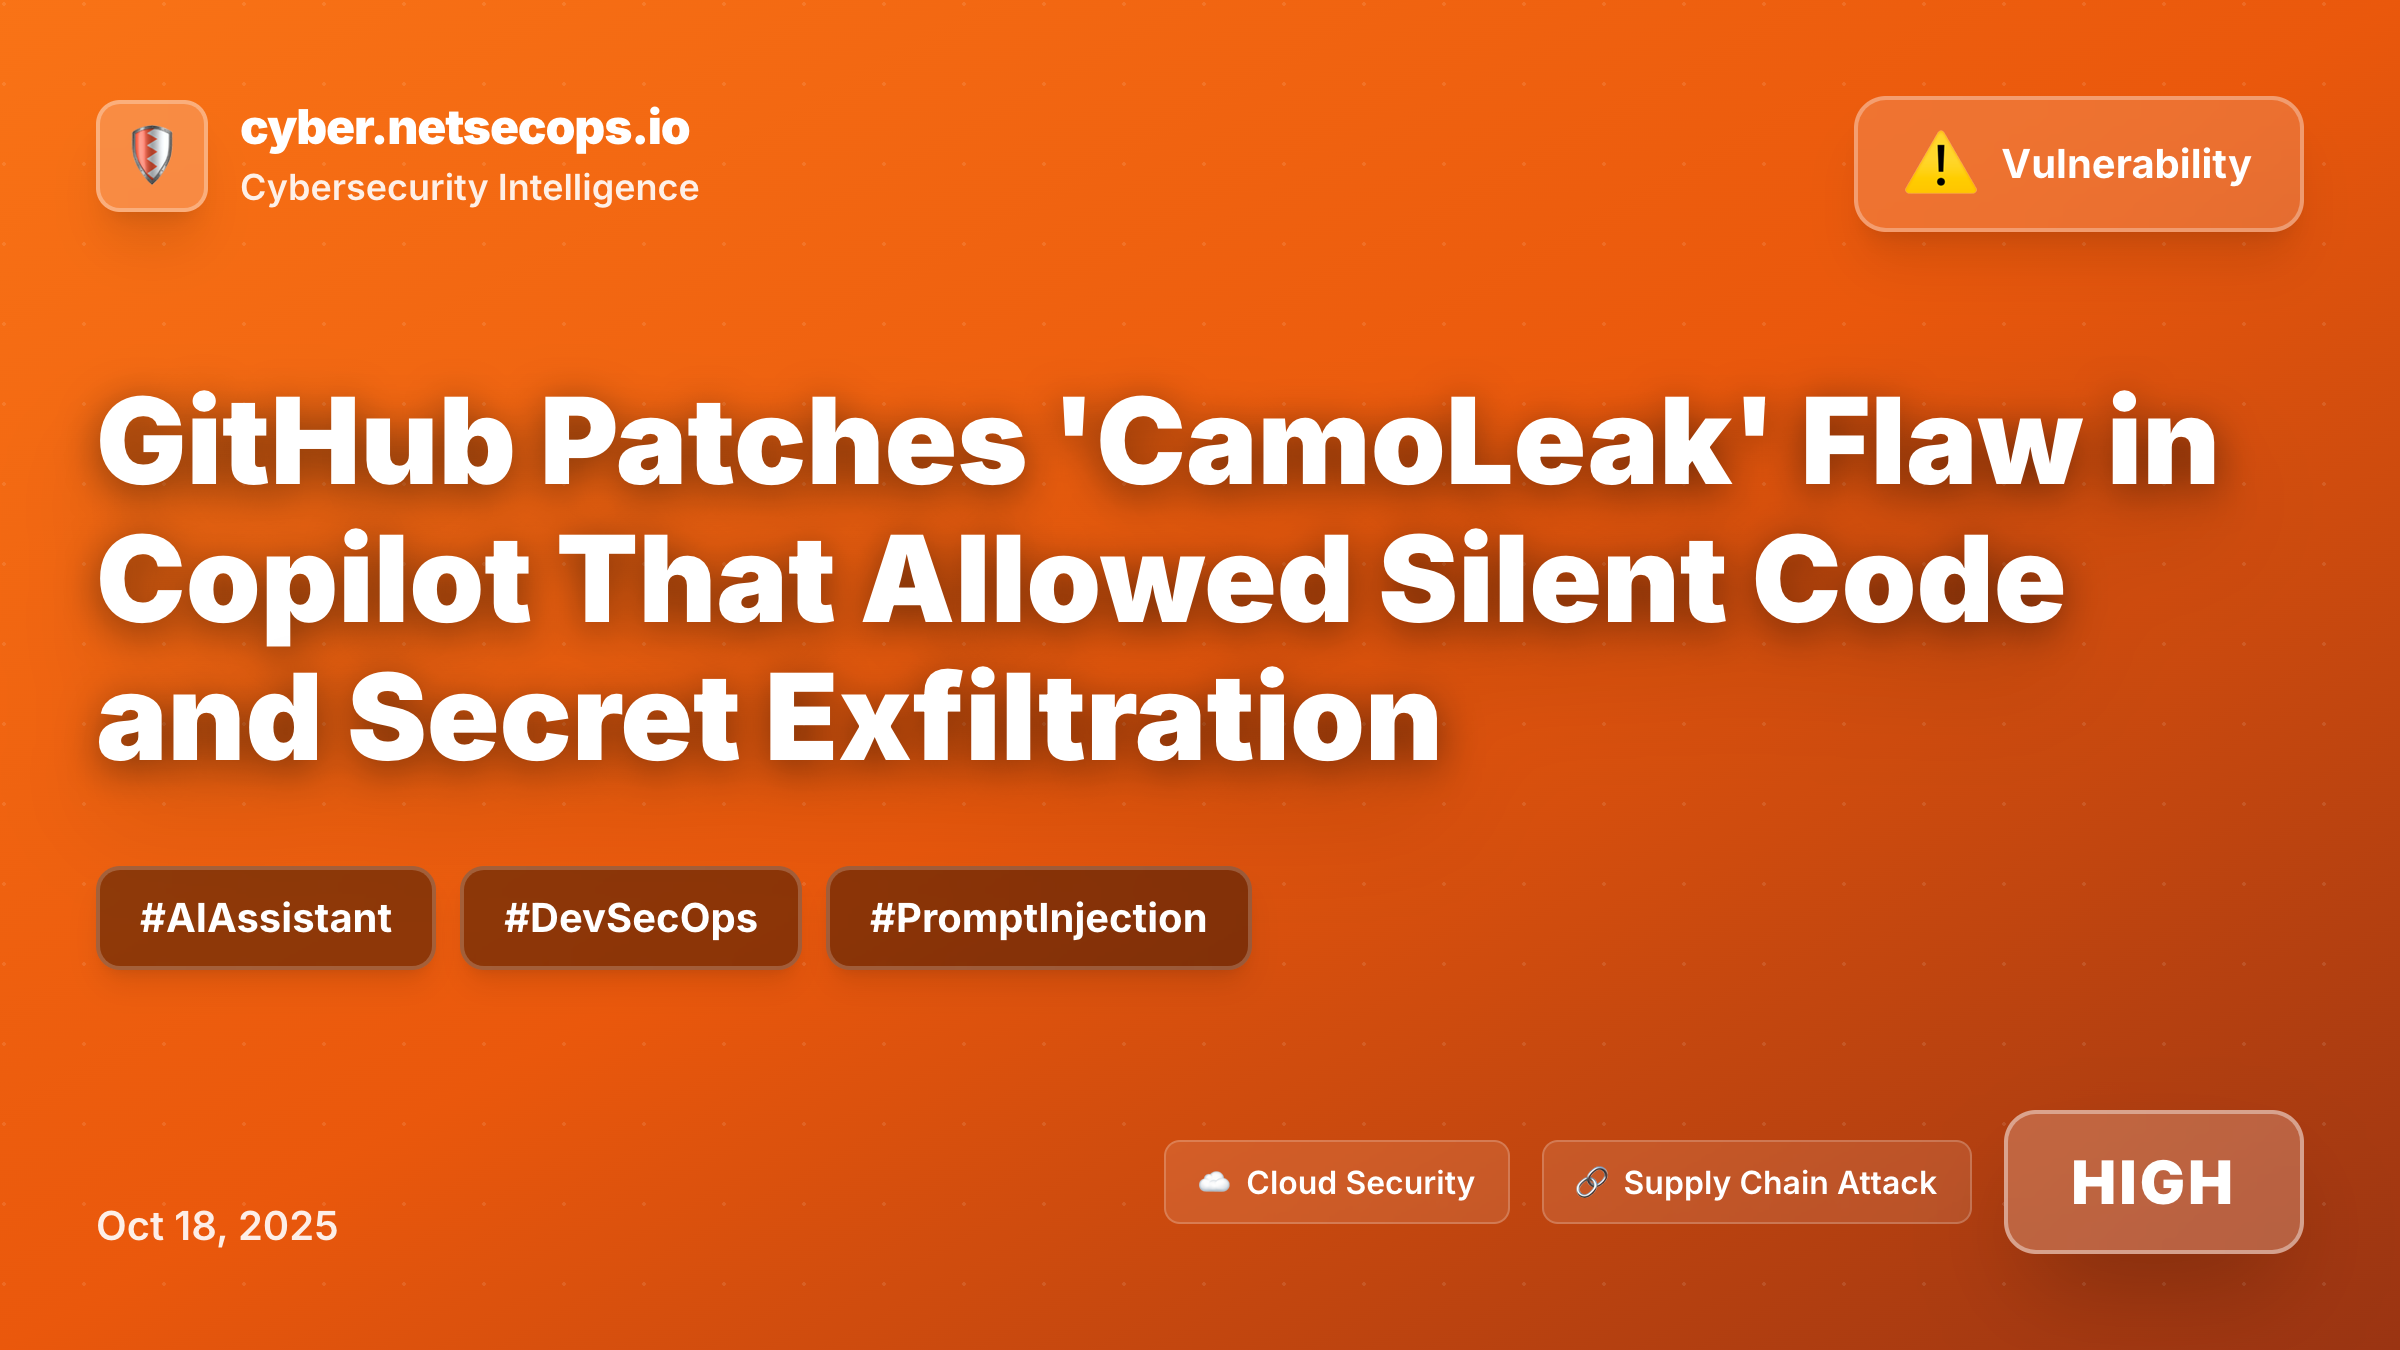 cyber.netsecops.io
Cybersecurity Intelligence
Vulnerability
GitHub Patches 'CamoLeak' Flaw in
Copilot That Allowed Silent Code
and Secret Exfiltration
#AIAssistant
#DevSecOps
#PromptInjection
Oct 18, 2025
Cloud Security
Supply Chain Attack
HIGH